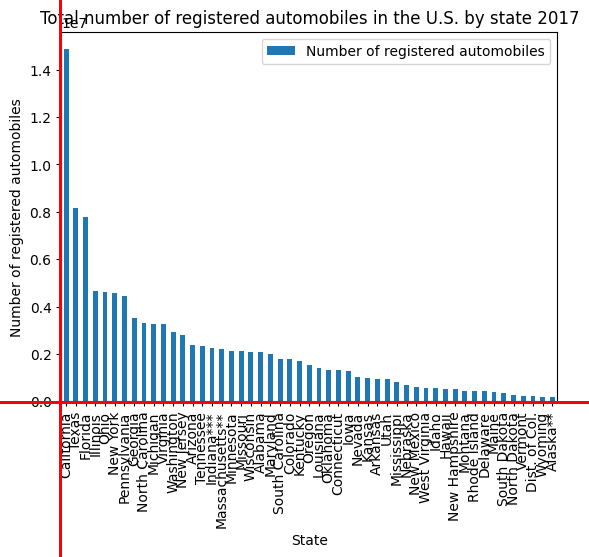 Total number of registered automobiles in the U.S. by state 2017
1e7
Number of registered automobiles
1.4
1.2
1.0
0.8
0.6
0.4
0.2
0.0
Number of registered automobiles
California
Texas
Florida
Illinois
Ohio
New York
Pennsylvania
Georgia
North Carolina
Michigan
Virginia
Washington
New Jersey
Arizona
Tennessee
Indiana***
Massachusetts**
Minnesota
Missouri
Wisconsin
Alabama
Maryland
South Carolina
Colorado
Kentucky
Oregon
Louisiana
Oklahoma
Connecticut
Iowa
Nevada
Kansas
Arkansas
Utah
Mississippi
Nebraska
New Mexico
West Virginia
Idaho
Hawaii
New Hampshire
Montana
Rhode Island
Delaware
Maine
South Dakota
North Dakota
Vermont
Dist. of Col.
Wyoming
Alaska**
State